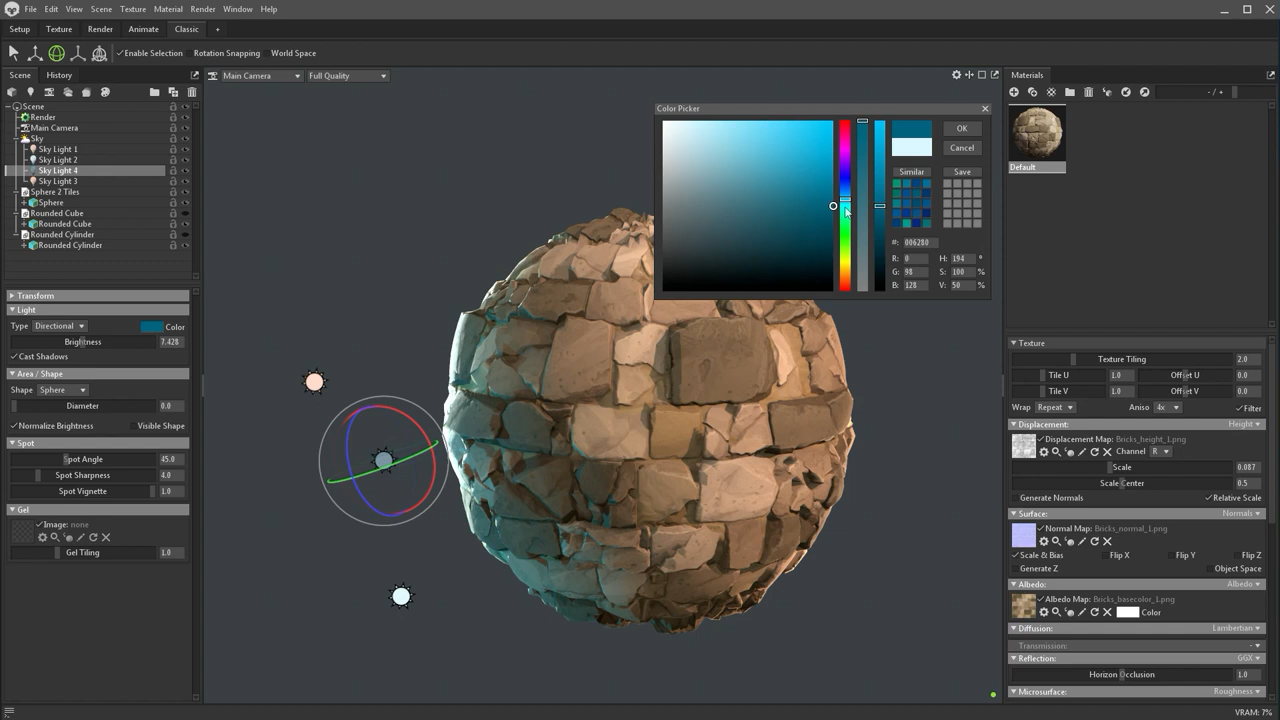 File Edit View Scene Texture Material Render Window Help
Setup Texture Render Animate Classic +
Enable Selection Rotation Snapping World Space
Scene History
Main Camera Full Quality
Scene
Render
Main Camera
Sky
Sky Light 1
Sky Light 2
Sky Light 4
Sky Light 3
Sphere 2 Tiles
Sphere
Rounded Cube
Rounded Cube
Rounded Cylinder
Rounded Cylinder
Transform
Light
Type Directional Color
Brightness 7.428
Cast Shadows
Area / Shape
Shape Sphere
Diameter 0.0
Normalize Brightness Visible Shape
Spot
Spot Angle 45.0
Spot Sharpness 4.0
Spot Vignette 1.0
Gel
Image: none
Gel Tiling 1.0
Color Picker
OK
Cancel
Similar Save
#: 006280
R: 0 H: 194 °
G: 98 S: 100 %
B: 128 V: 50 %
Materials
- / +
Default
Texture
Texture Tiling 2.0
Tile U 1.0 Offset U 0.0
Tile V 1.0 Offset V 0.0
Wrap Repeat Aniso 4x Filter
Displacement: Height
Displacement Map: Bricks_height_1.png
Channel R
Scale 0.087
Scale Center 0.5
Generate Normals Relative Scale
Surface: Normals
Normal Map: Bricks_normal_1.png
Scale & Bias Flip X Flip Y Flip Z
Generate Z Object Space
Albedo: Albedo
Albedo Map: Bricks_basecolor_1.png
Color
Diffusion: Lambertian
Transmission: -
Reflection: GGX
Horizon Occlusion 1.0
Microsurface: Roughness
VRAM: 7%